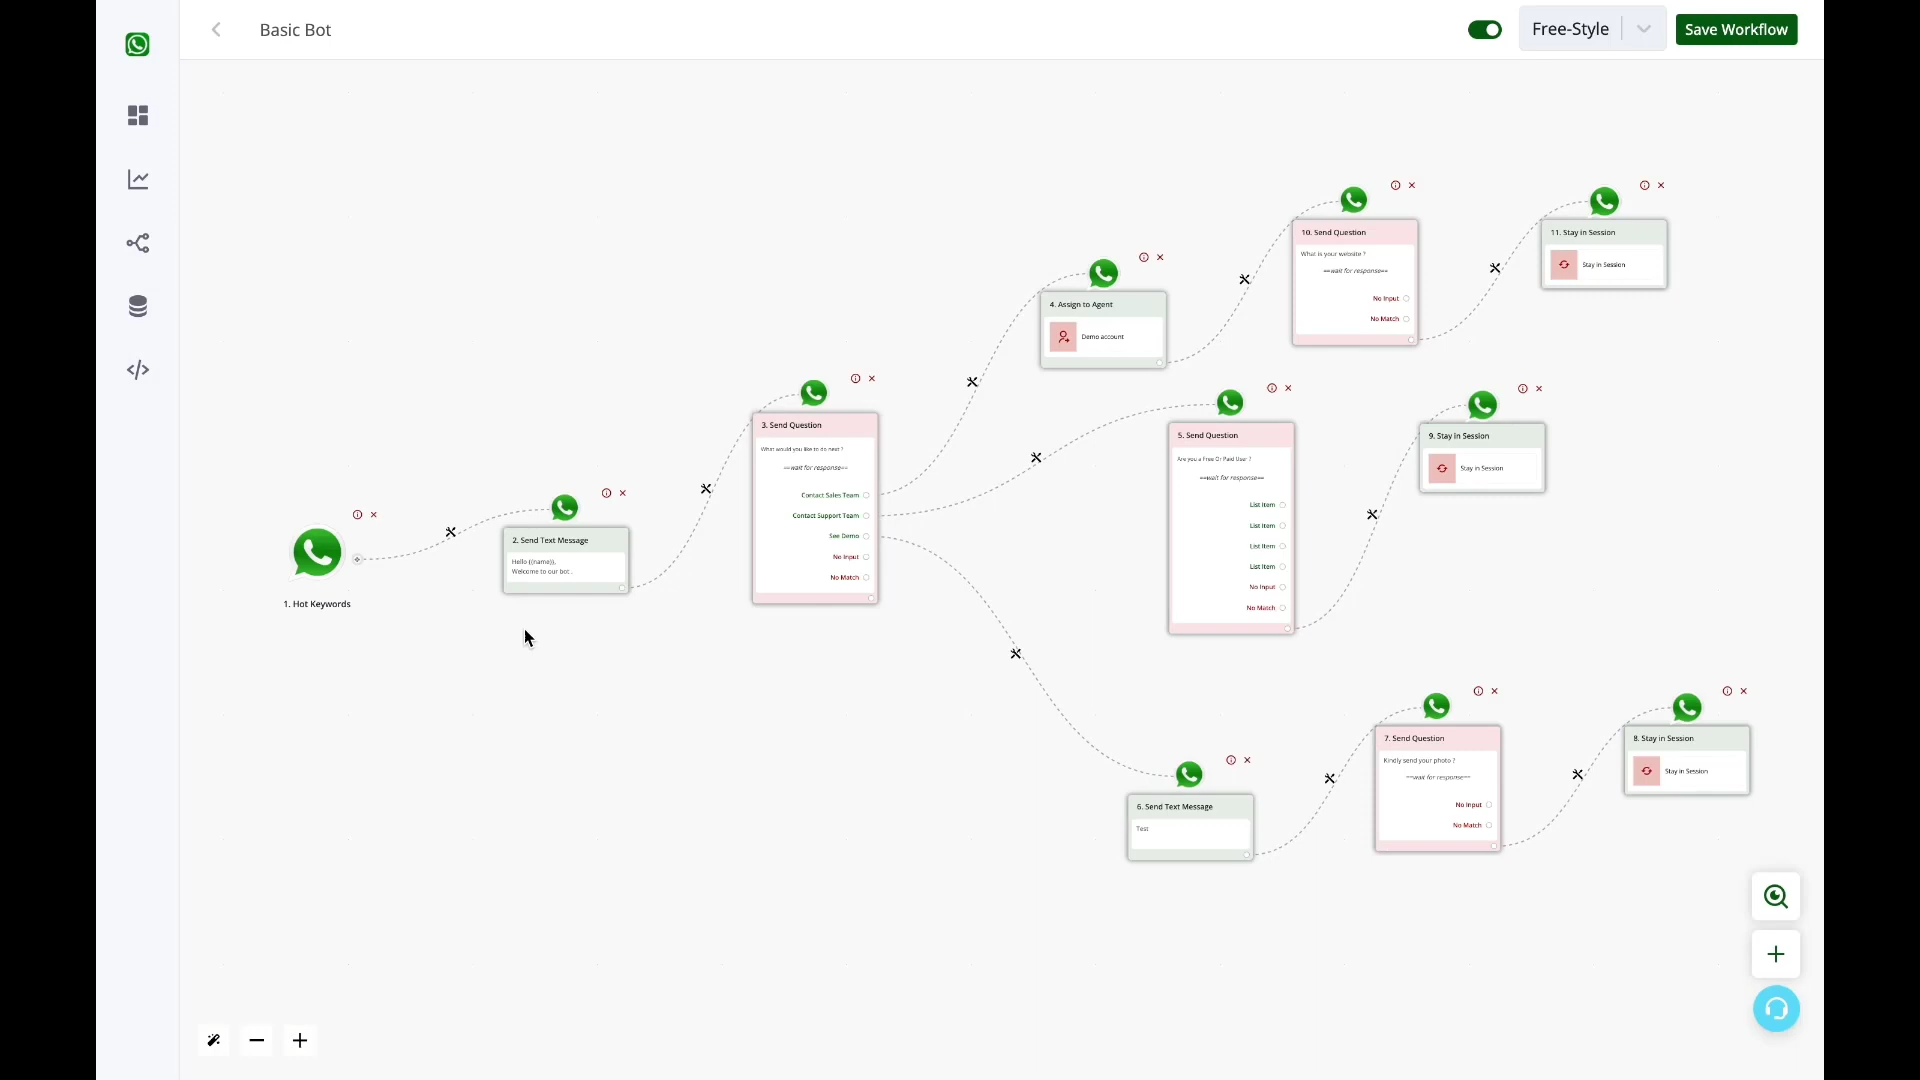 Basic Bot
Free-Style
Save Workflow
1. Hot Keywords
2. Send Text Message
Hello {{name}},
Welcome to our bot .
3. Send Question
What would you like to do next ?
==wait for response==
Contact Sales Team
Contact Support Team
See Demo
No Input
No Match
4. Assign to Agent
Demo account
10. Send Question
What is your website ?
==wait for response==
No Input
No Match
11. Stay in Session
Stay in Session
5. Send Question
Are you a Free Or Paid User ?
==wait for response==
List Item
List Item
List Item
List Item
No Input
No Match
9. Stay in Session
Stay in Session
6. Send Text Message
Test
7. Send Question
Kindly send your photo ?
==wait for response==
No Input
No Match
8. Stay in Session
Stay in Session